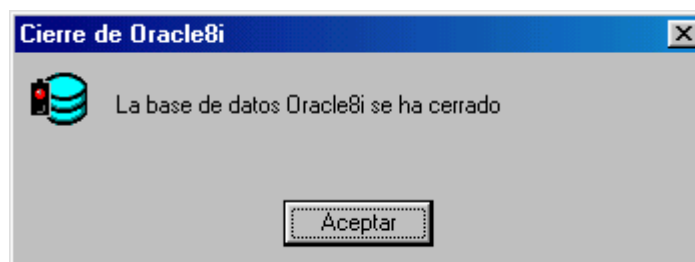 Cierre de Oracle8i
La base de datos Oracle8i se ha cerrado
Aceptar